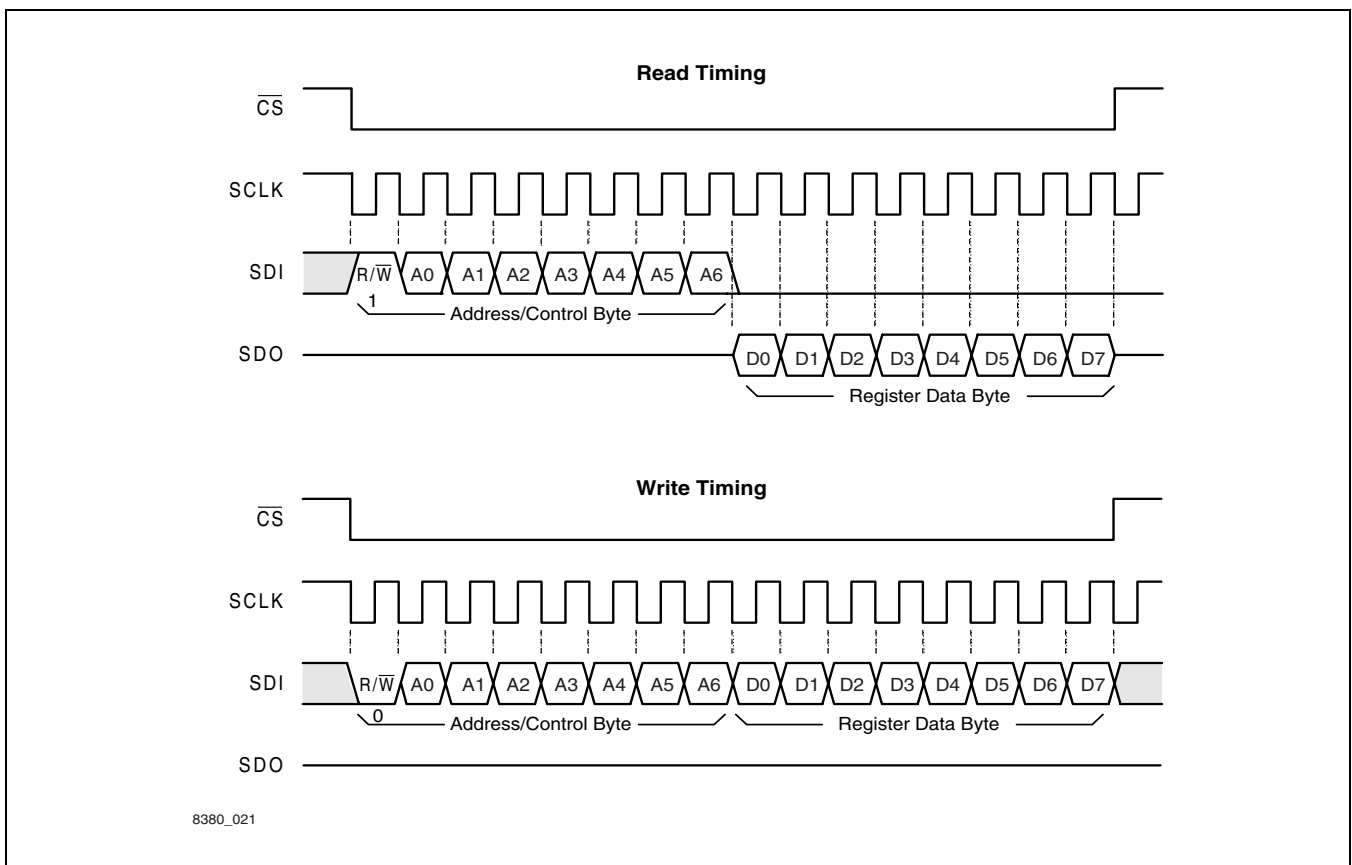 Read Timing
CS
SCLK
SDI R/W A0 A1 A2 A3 A4 A5 A6
1
Address/Control Byte
SDO D0 D1 D2 D3 D4 D5 D6 D7
Register Data Byte
Write Timing
CS
SCLK
SDI R/W A0 A1 A2 A3 A4 A5 A6 D0 D1 D2 D3 D4 D5 D6 D7
0
Address/Control Byte Register Data Byte
SDO
8380_021